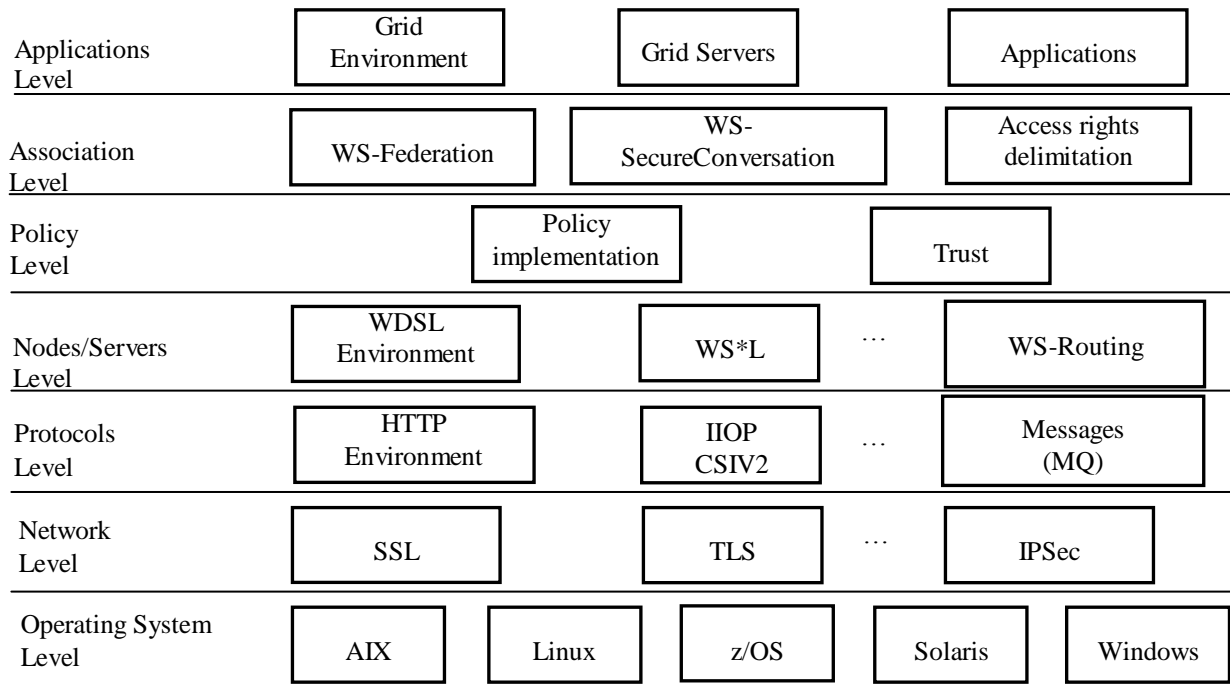 Applications
Level
Grid
Environment
Grid Servers
Applications
Association
Level
WS-Federation
WS-
SecureConversation
Access rights
delimitation
Policy
Level
Policy
implementation
Trust
Nodes/Servers
Level
WDSL
Environment
WS*L
...
WS-Routing
Protocols
Level
HTTP
Environment
IIOP
CSIV2
...
Messages
(MQ)
Network
Level
SSL
TLS
...
IPSec
Operating System
Level
AIX
Linux
z/OS
Solaris
Windows